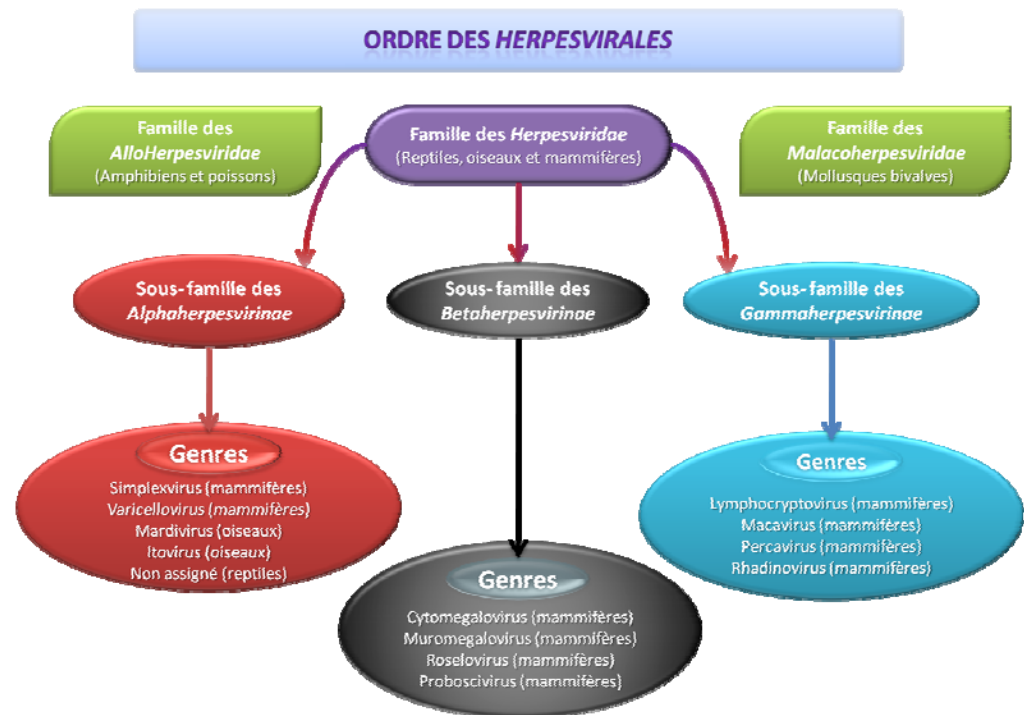 ORDRE DES HERPESVIRALES
Famille des
AlloHerpesviridae
(Amphibiens et poissons)
Famille des Herpesviridae
(Reptiles, oiseaux et mammifères)
Famille des
Malacoherpesviridae
(Mollusques bivalves)
Sous- famille des
Alphaherpesvirinae
Sous- famille des
Betaherpesvirinae
Sous- famille des
Gammaherpesvirinae
Genres
Simplexvirus (mammifères)
Varicellovirus (mammifères)
Mardivirus (oiseaux)
Itovirus (oiseaux)
Non assigné (reptiles)
Genres
Cytomegalovirus (mammifères)
Muromegalovirus (mammifères)
Roselovirus (mammifères)
Proboscivirus (mammifères)
Genres
Lymphocryptovirus (mammifères)
Macavirus (mammifères)
Percavirus (mammifères)
Rhadinovirus (mammifères)